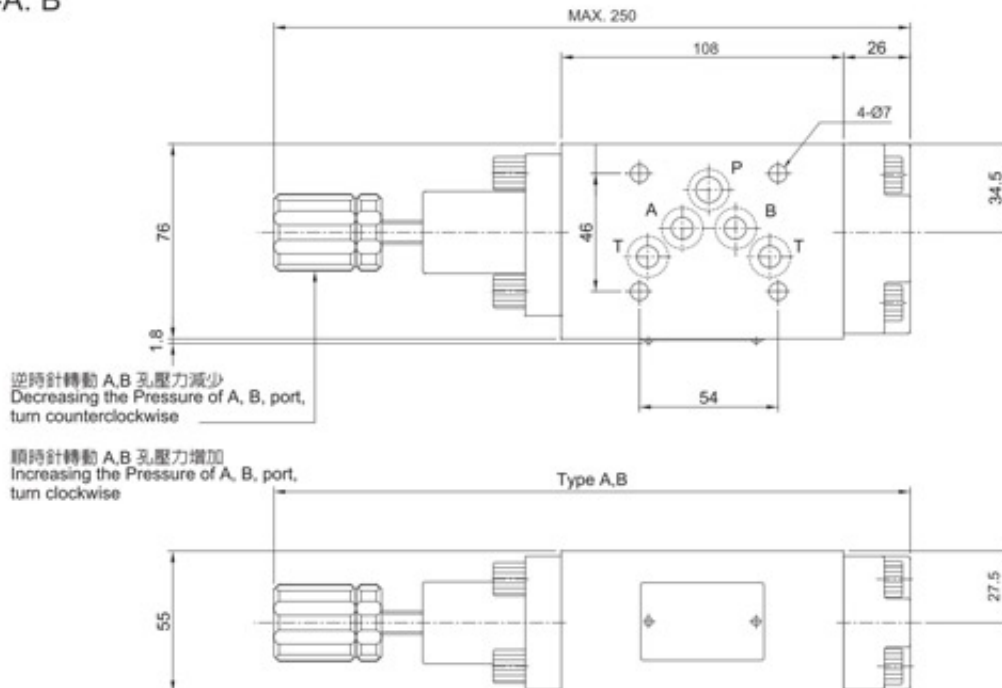 A. B
MAX. 250
108
26
4-Ø7
P
A
B
T
T
76
46
34.5
1.8
54
逆時針轉動 A,B 孔壓力減少
Decreasing the Pressure of A, B, port,
turn counterclockwise
順時針轉動 A,B 孔壓力增加
Increasing the Pressure of A, B, port,
turn clockwise
Type A,B
55
27.5